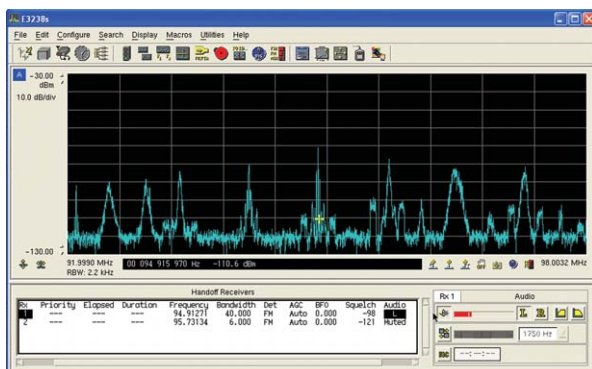 E3238s
File Edit Configure Search Display Macros Utilities Help
A -30.00
dBm
10.0 dB/div
-130.00
91.9990 MHz 00 094 915 970 Hz -110.6 dBm 98.0032 MHz
RBW: 2.2 kHz
Handoff Receivers
Rx Priority Elapsed Duration Frequency Bandwidth Det AGC BFO Squelch Audio
1 --- --- --- 94.91271 40.000 FM Auto 0.000 -98 L
2 --- --- --- 95.73134 6.000 FM Auto 0.000 -121 Muted
Rx 1 Audio
L R
1750 Hz
REC --:--:--